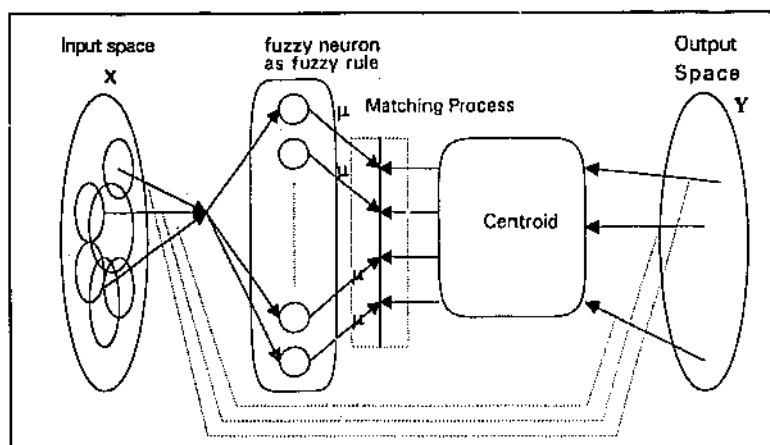 Input space
X
fuzzy neuron
as fuzzy rule
μ
Matching Process
μ
μ
μ
Centroid
Output
Space
Y